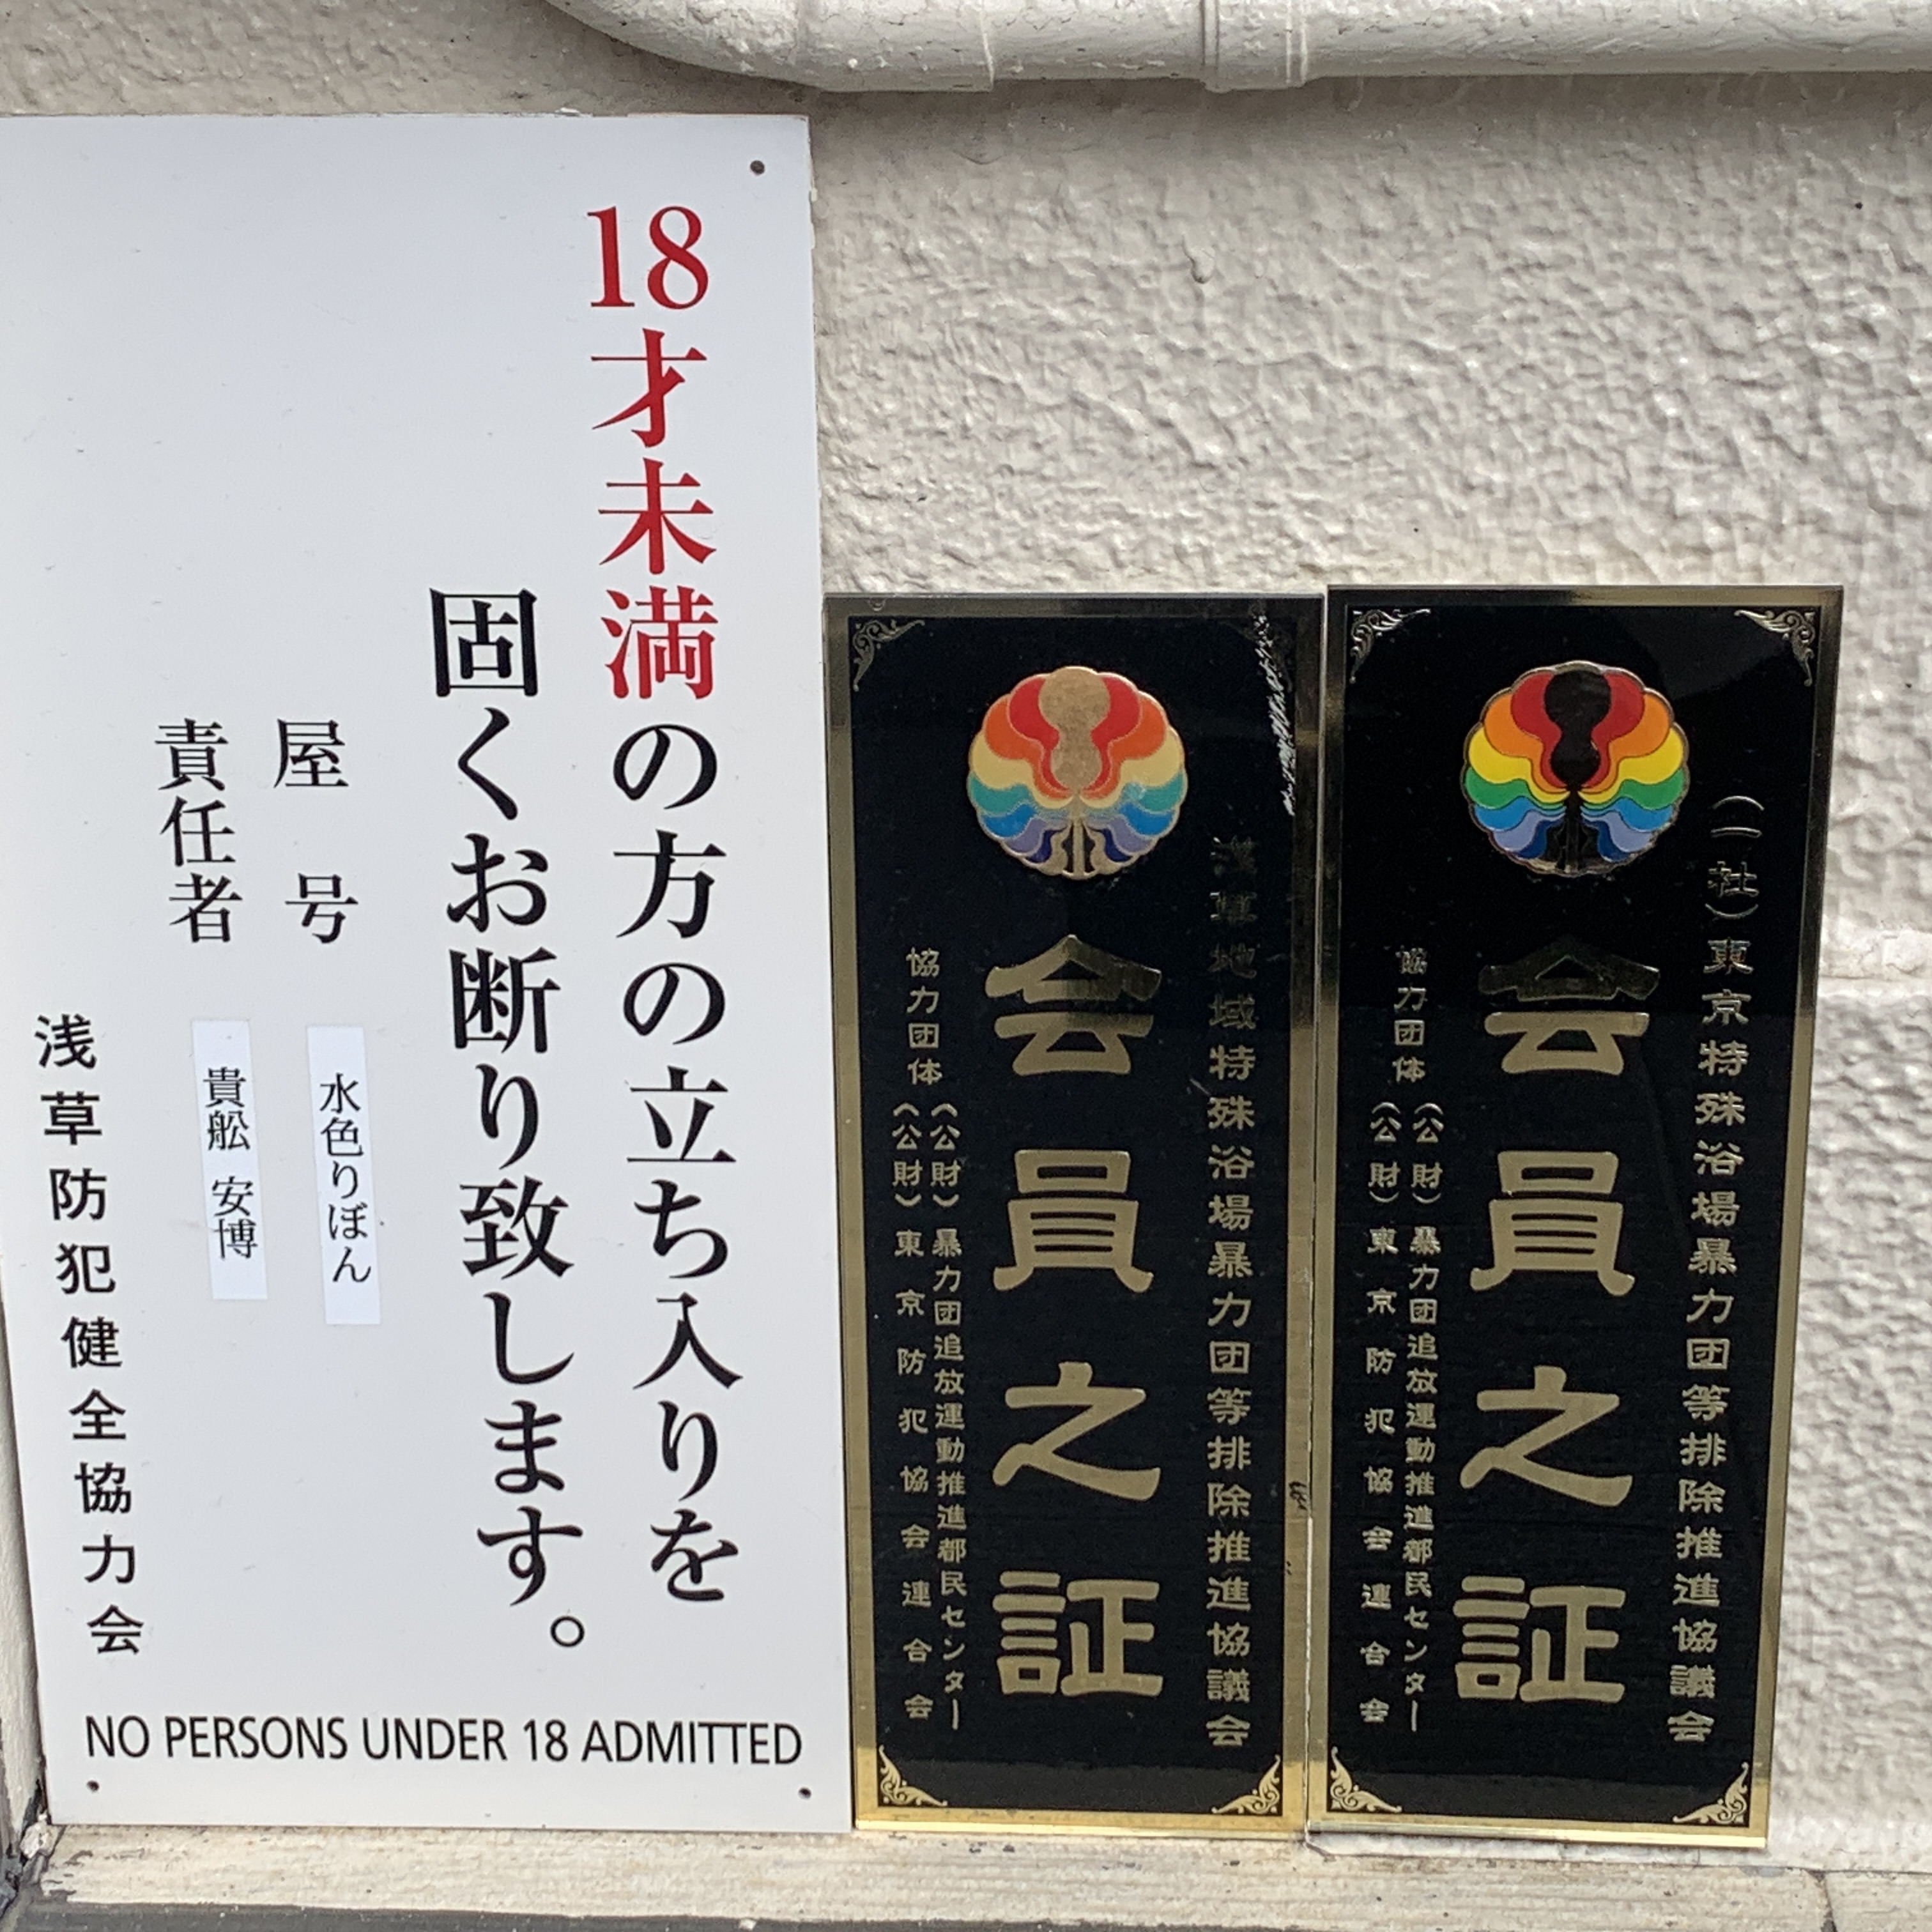 18才未満の方の立ち入りを
固くお断り致します。
屋号 水色りぼん
責任者 貴舩 安博
浅草防犯健全協力会
NO PERSONS UNDER 18 ADMITTED
浅草地域特殊浴場暴力団等排除推進協議会
会員之証
協力団体
(公財)暴力団追放運動推進都民センター
(公財)東京防犯協会連合会
(一社)東京特殊浴場暴力団等排除推進協議会
会員之証
協力団体
(公財)暴力団追放運動推進都民センター
(公財)東京防犯協会連合会